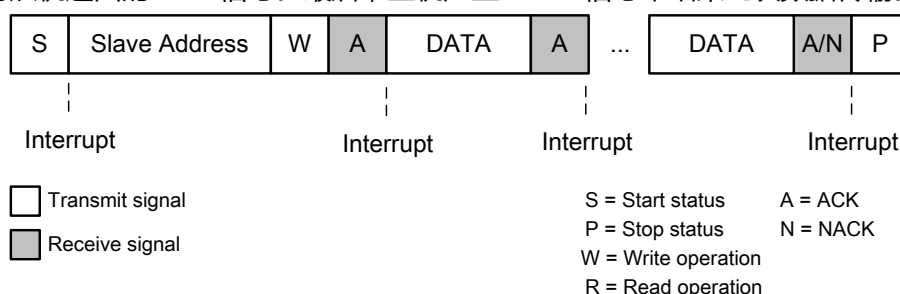 S Slave Address W A DATA A ... DATA A/N P
Interrupt Interrupt Interrupt Interrupt
Transmit signal
Receive signal
S = Start status A = ACK
P = Stop status N = NACK
W = Write operation
R = Read operation